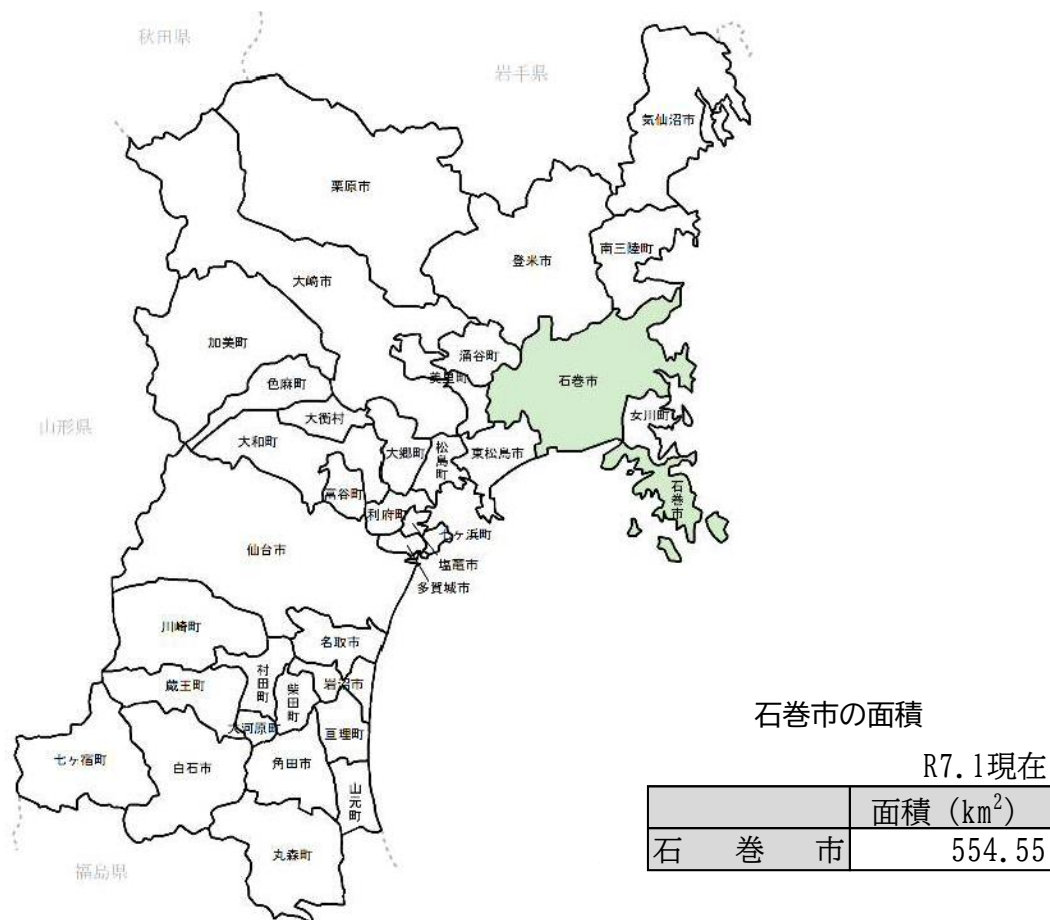 秋田県
岩手県
気仙沼市
栗原市
登米市
南三陸町
大崎市
加美町
涌谷町
美里町
石巻市
色麻町
女川町
大衡村
山形県
大和町
大郷町
松島町
東松島市
富谷町
石巻市
利府町
七ヶ浜町
仙台市
塩竈市
多賀城市
川崎町
名取市
村田町
柴田町
岩沼市
蔵王町
大河原町
亘理町
七ヶ宿町
白石市
角田市
山元町
丸森町
福島県
石巻市の面積
R7.1現在
面積（km²）
石巻市 554.55